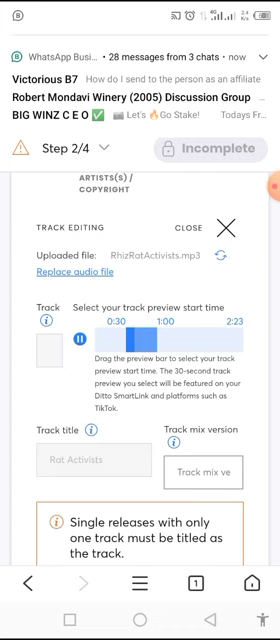 WhatsApp Busi... • 28 messages from 3 chats • now
Victorious B7 How do I send to the person as an affiliate
Robert Mondavi Winery (2005) Discussion Group ...
BIG WINZ C E O ✅ 📷 Let's 🔥Go Stake! Todays Fr...
Step 2/4
Incomplete
ARTISTS(S) /
COPYRIGHT
TRACK EDITING
CLOSE
Uploaded file: RhizRatActivists.mp3
Replace audio file
Track
Select your track preview start time
0:30 1:00 2:23
Drag the preview bar to select your track
preview start time. The 30-second track
preview you select will be featured on your
Ditto SmartLink and platforms such as
TikTok.
Track title
Track mix version
Rat Activists
Track mix ve
Single releases with only
one track must be titled as
the track.
1